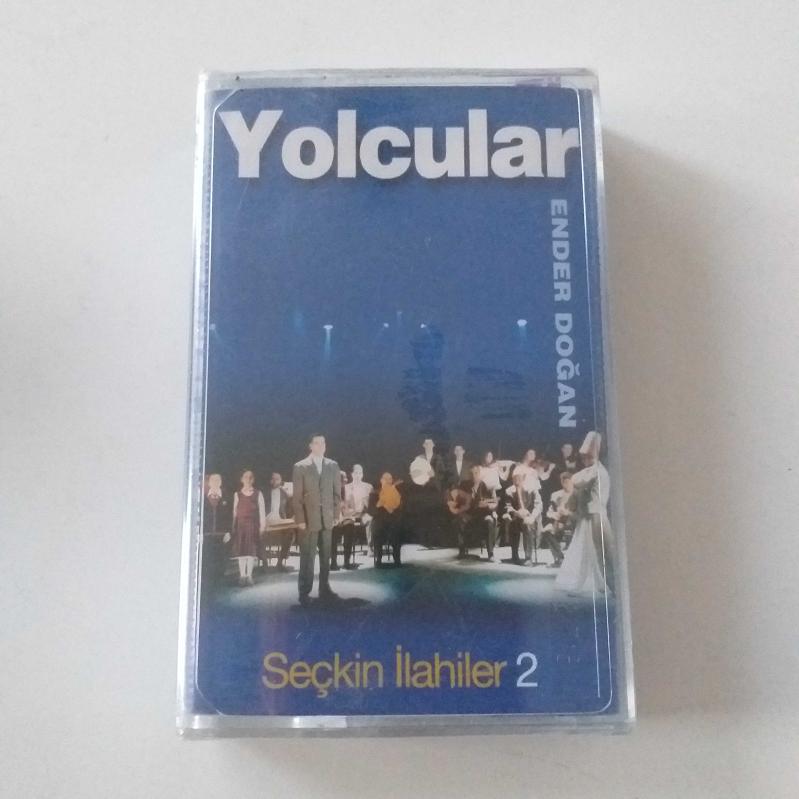 Yolcular
ENDER DOĞAN
Seçkin İlahiler 2